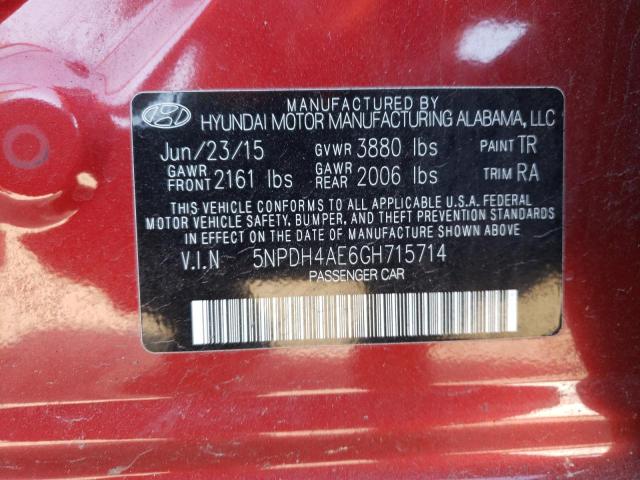 MANUFACTURED BY
HYUNDAI MOTOR MANUFACTURING ALABAMA, LLC
Jun/23/15 GVWR 3880 lbs PAINT TR
GAWR FRONT 2161 lbs GAWR REAR 2006 lbs TRIM RA
THIS VEHICLE CONFORMS TO ALL APPLICABLE U.S.A. FEDERAL
MOTOR VEHICLE SAFETY, BUMPER, AND THEFT PREVENTION STANDARDS
IN EFFECT ON THE DATE OF MANUFACTURE SHOWN ABOVE
V.I.N 5NPDH4AE6GH715714
PASSENGER CAR